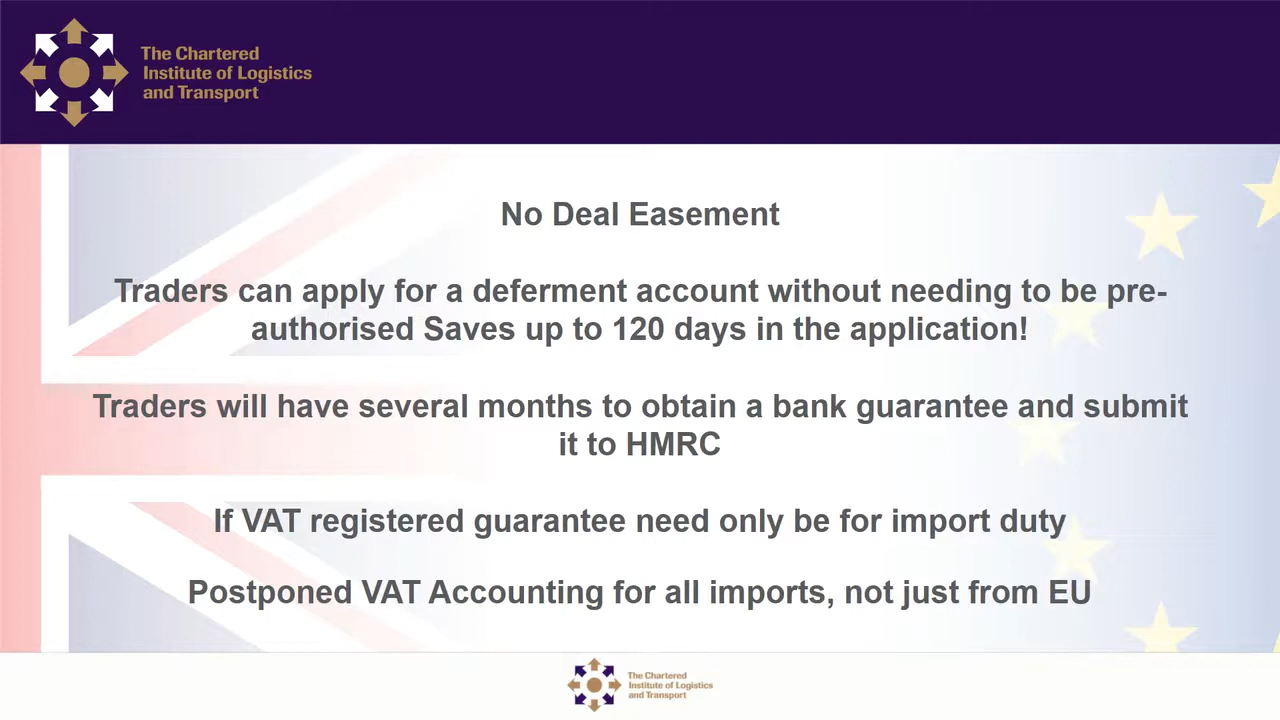 The Chartered
Institute of Logistics
and Transport
No Deal Easement
Traders can apply for a deferment account without needing to be pre-
authorised Saves up to 120 days in the application!
Traders will have several months to obtain a bank guarantee and submit
it to HMRC
If VAT registered guarantee need only be for import duty
Postponed VAT Accounting for all imports, not just from EU
The Chartered
Institute of Logistics
and Transport